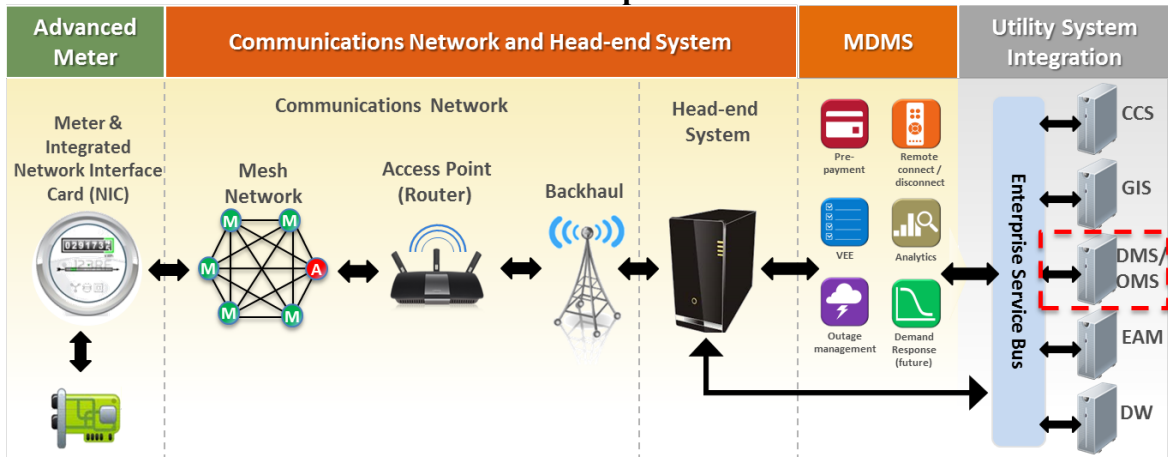 Advanced
Meter
Communications Network and Head-end System
MDMS
Utility System
Integration
Meter &
Integrated
Network Interface
Card (NIC)
Communications Network
Mesh
Network
M
M
M
A
M
M
Access Point
(Router)
Backhaul
Head-end
System
Pre-
payment
Remote
connect /
disconnect
VEE
Analytics
Outage
management
Demand
Response
(future)
Enterprise Service Bus
CCS
GIS
DMS/
OMS
EAM
DW